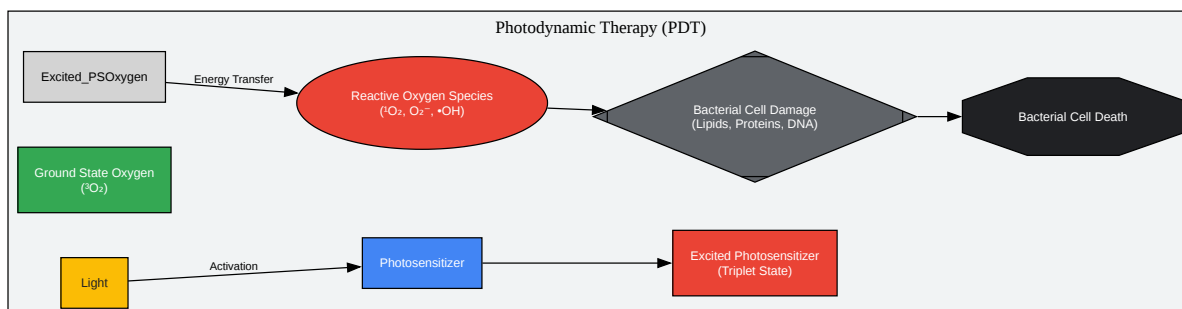 Photodynamic Therapy (PDT)
Excited_PSOxygen
Energy Transfer
Reactive Oxygen Species
(¹O₂, O₂⁻, •OH)
Bacterial Cell Damage
(Lipids, Proteins, DNA)
Bacterial Cell Death
Ground State Oxygen
(³O₂)
Light
Activation
Photosensitizer
Excited Photosensitizer
(Triplet State)